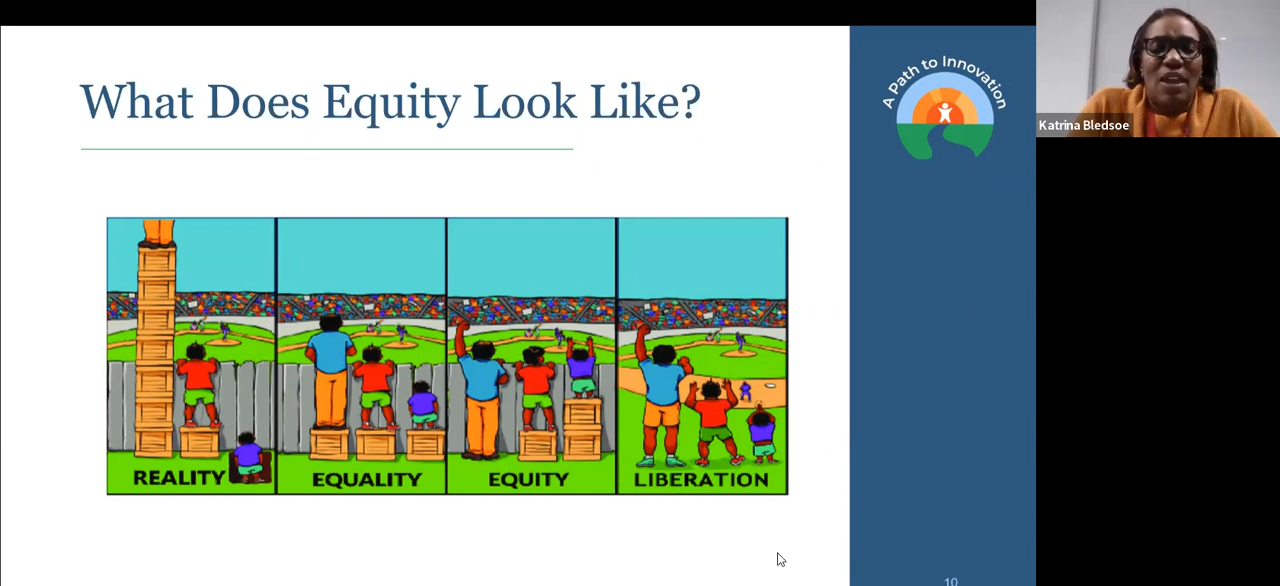 What Does Equity Look Like?
A Path to Innovation
Katrina Bledsoe
REALITY
EQUALITY
EQUITY
LIBERATION
10